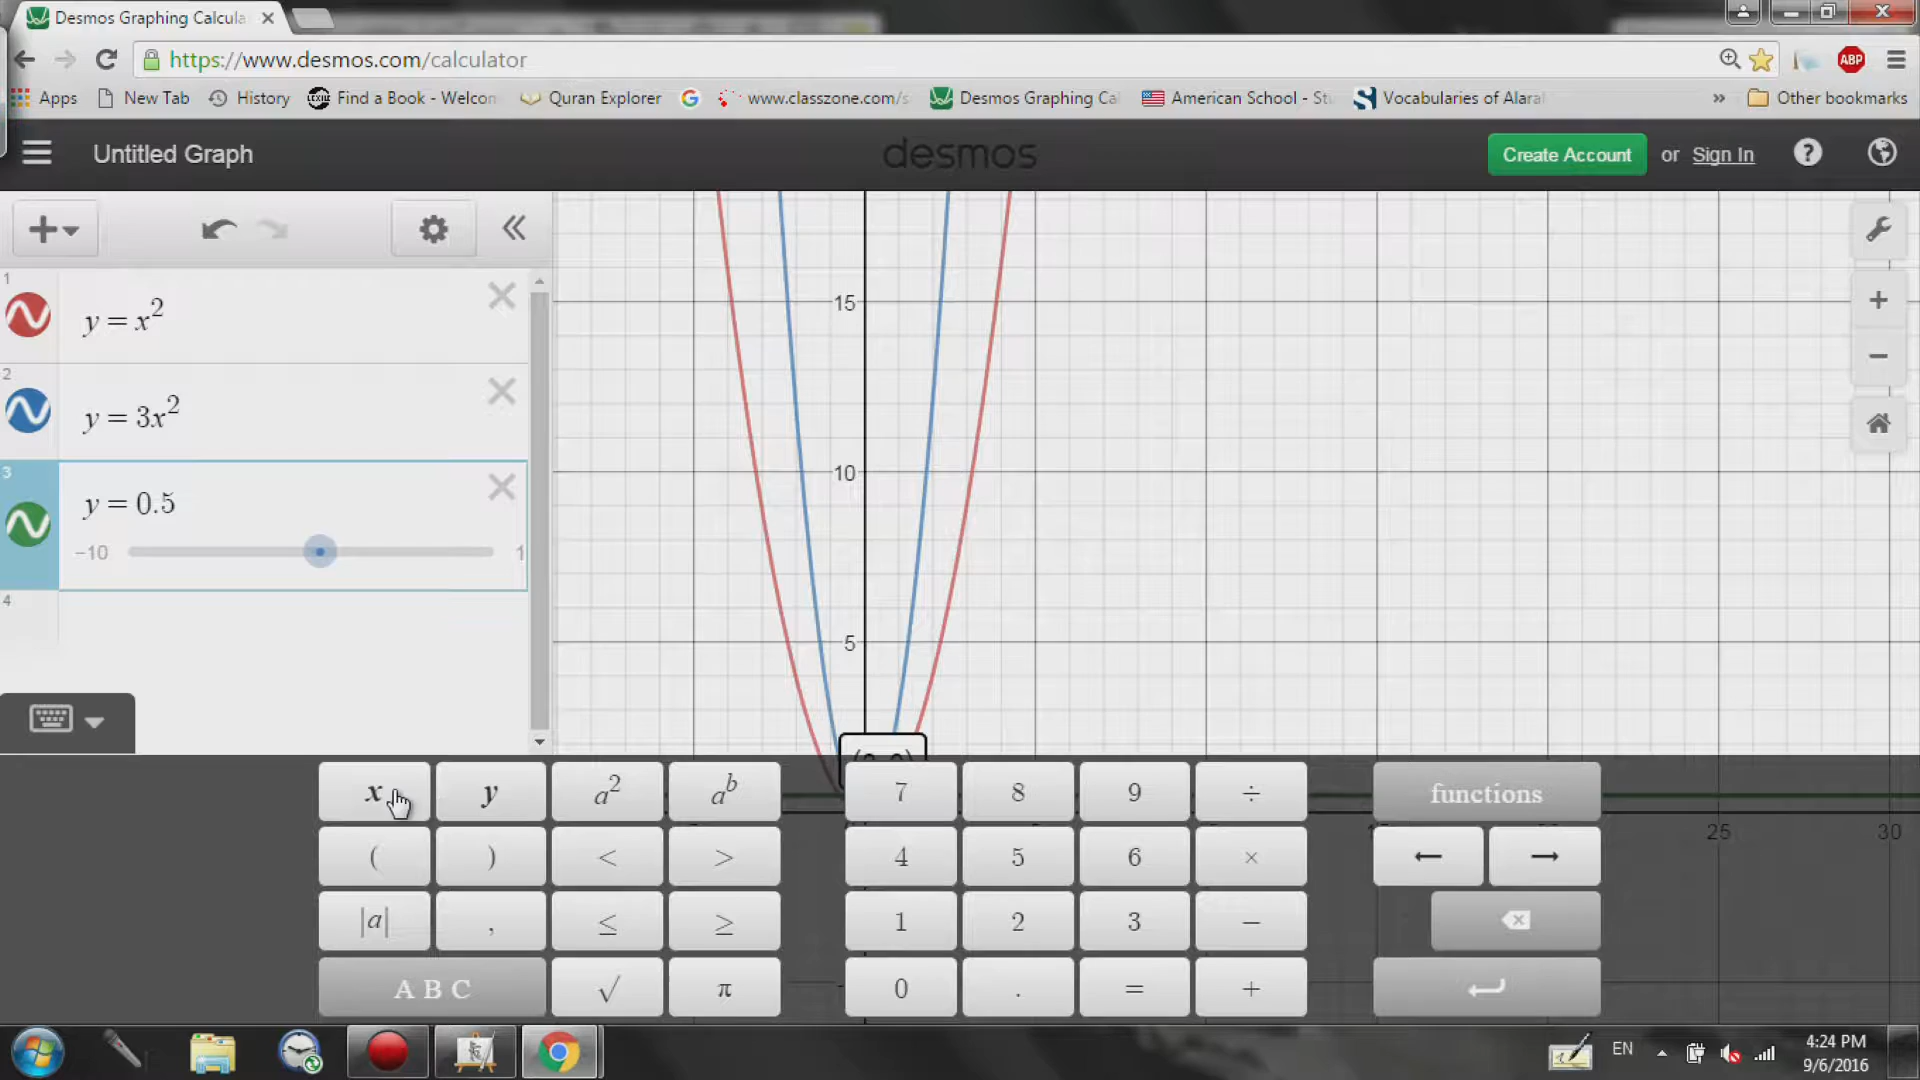 Desmos Graphing Calcula
https://www.desmos.com/calculator
ABP
Apps
New Tab
History
Find a Book - Welcon
Quran Explorer
www.classzone.com/s
Desmos Graphing Ca
American School - St
Vocabularies of Alara
»
Other bookmarks
Untitled Graph
desmos
Create Account
or
Sign In
?
1
y = x²
2
y = 3x²
3
y = 0.5
−10
1
4
15
10
5
25
30
x y a² aᵇ 7 8 9 ÷ functions
( ) < > 4 5 6 × ← →
|a| , ≤ ≥ 1 2 3 −
A B C √ π 0 . = +
EN
4:24 PM
9/6/2016